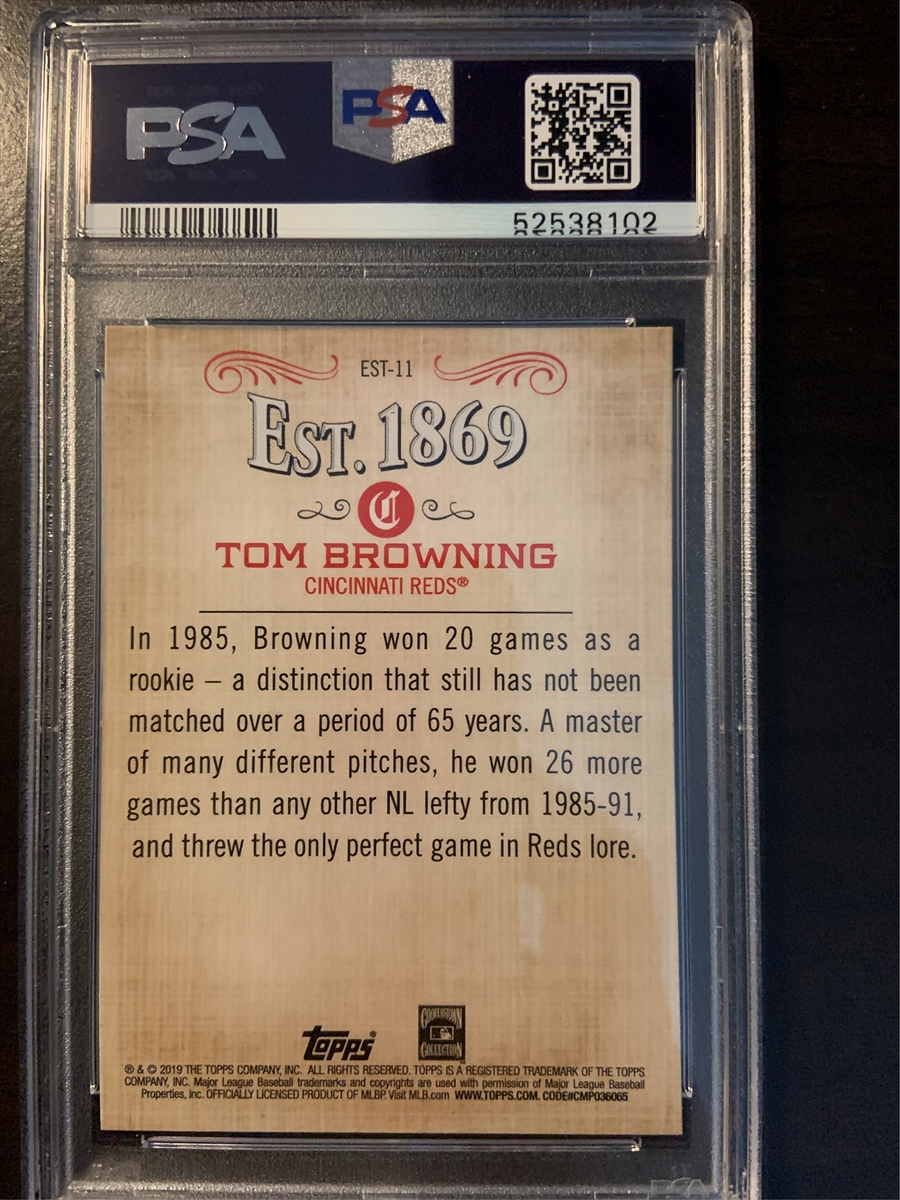 PSA PSA
52538102
EST-11
EST. 1869
C
TOM BROWNING
CINCINNATI REDS®
In 1985, Browning won 20 games as a
rookie – a distinction that still has not been
matched over a period of 65 years. A master
of many different pitches, he won 26 more
games than any other NL lefty from 1985-91,
and threw the only perfect game in Reds lore.
Topps®
COOPERSTOWN
COLLECTION
® & © 2019 THE TOPPS COMPANY, INC. ALL RIGHTS RESERVED. TOPPS IS A REGISTERED TRADEMARK OF THE TOPPS
COMPANY, INC. Major League Baseball trademarks and copyrights are used with permission of Major League Baseball
Properties, Inc. OFFICIALLY LICENSED PRODUCT OF MLBP. Visit MLB.com WWW.TOPPS.COM. CODE#CMP036065
PSA